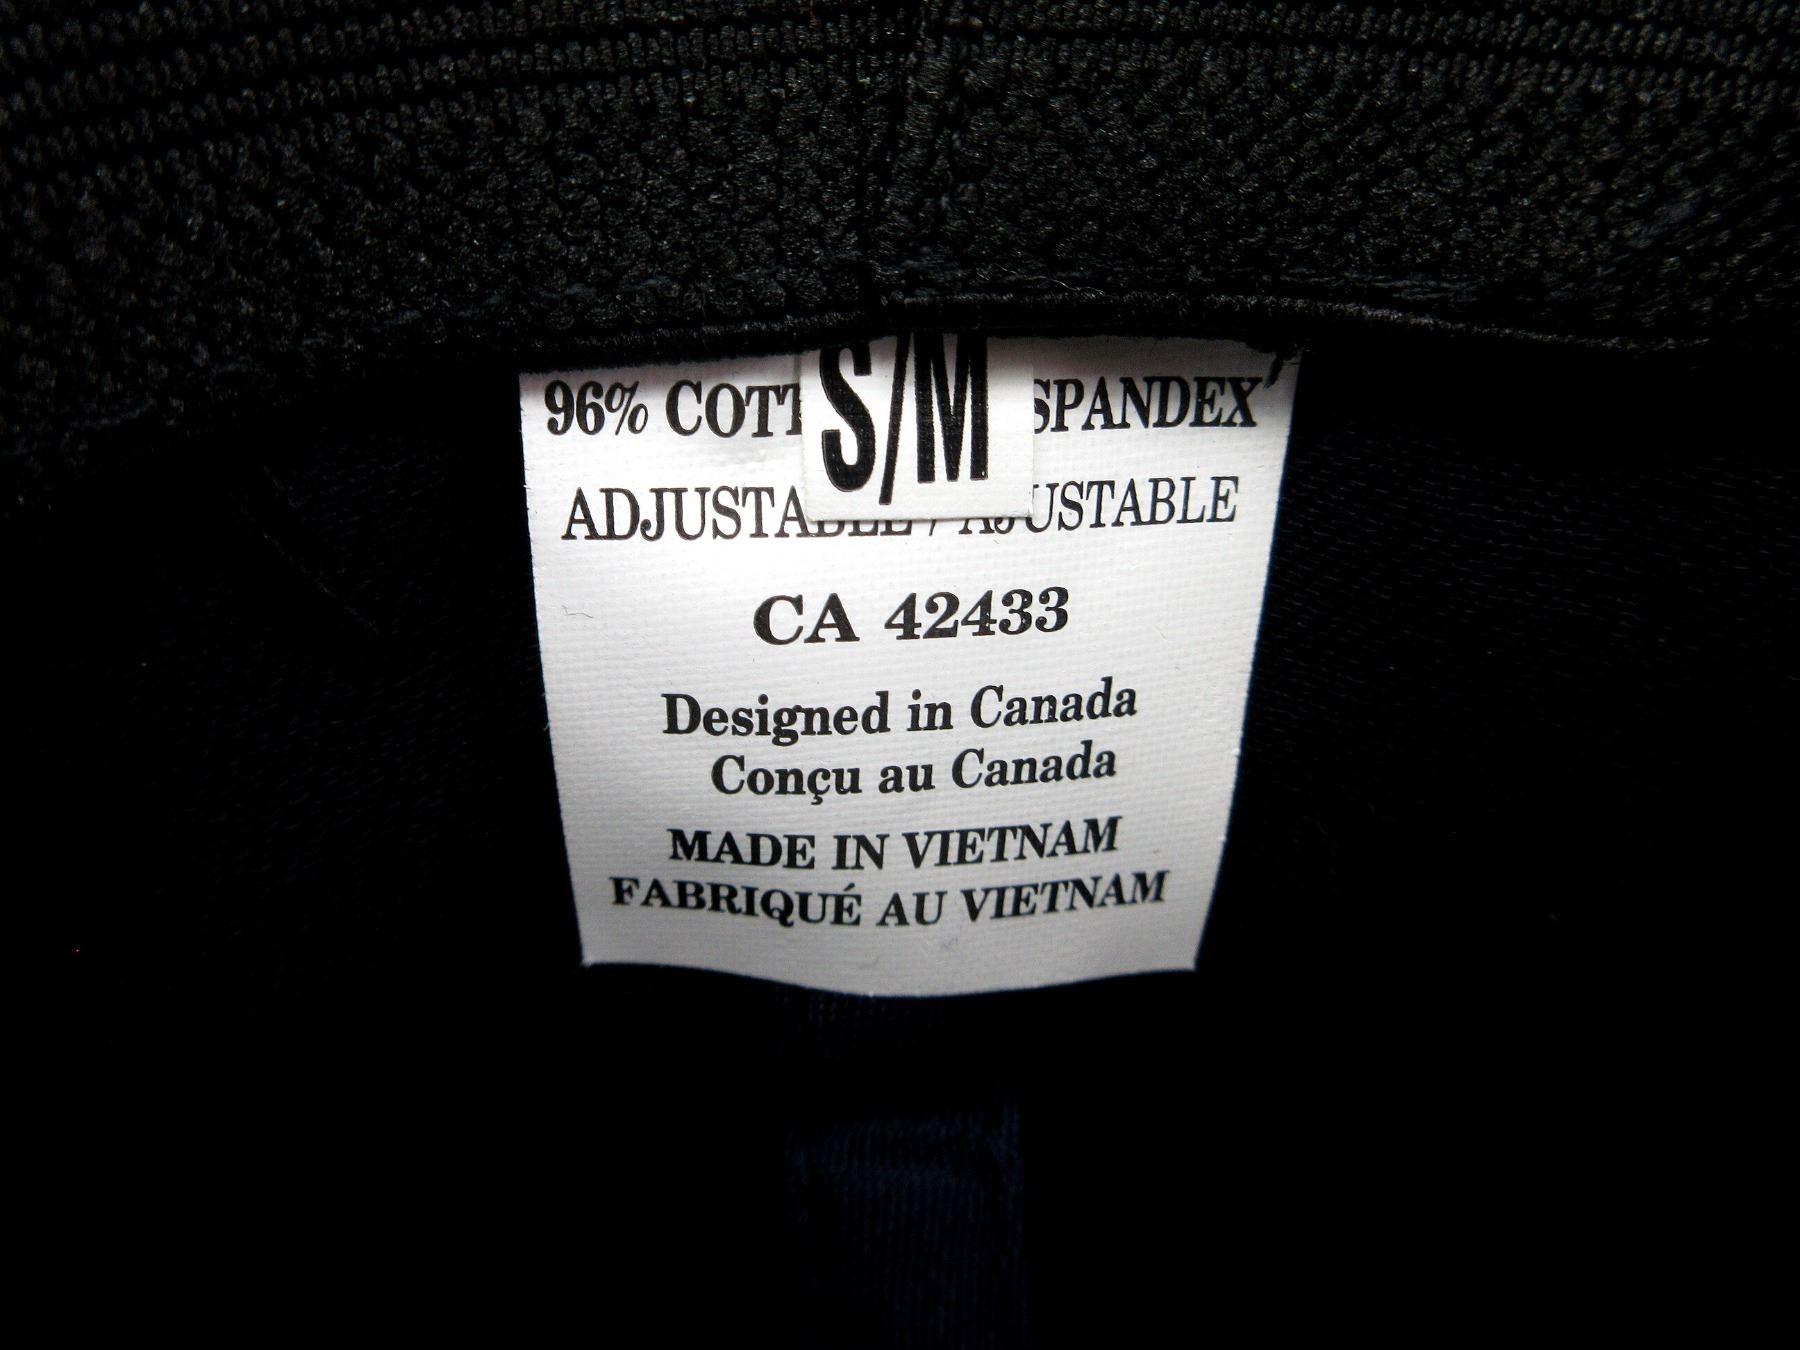 S/M
96% COTT SPANDEX
ADJUSTABLE / AJUSTABLE
CA 42433
Designed in Canada
Conçu au Canada
MADE IN VIETNAM
FABRIQUÉ AU VIETNAM